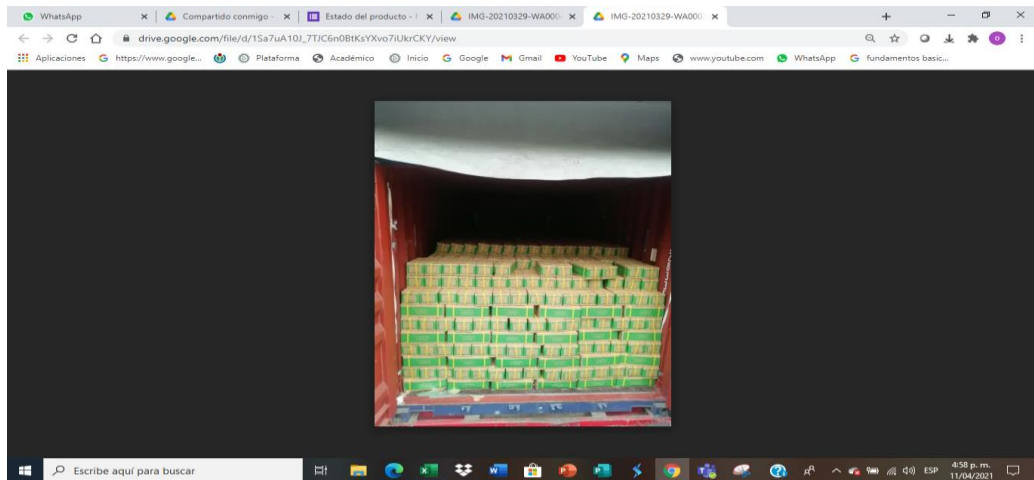 WhatsApp
Compartido conmigo -
Estado del producto - 
IMG-20210329-WA000
IMG-20210329-WA000
drive.google.com/file/d/1Sa7uA10J_7TJC6n0BtKsYXvo7iUkrCKY/view
Aplicaciones https://www.google... Plataforma Académico Inicio Google Gmail YouTube Maps www.youtube.com WhatsApp fundamentos basic...
Escribe aquí para buscar
ESP
4:58 p. m.
11/04/2021